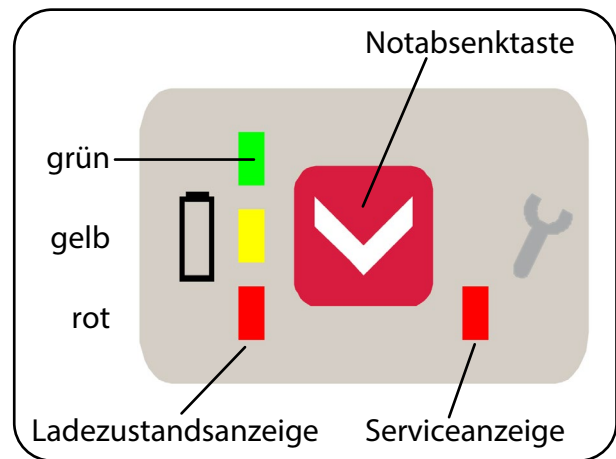 Notabsenktaste
grün
gelb
rot
Ladezustandsanzeige
Serviceanzeige